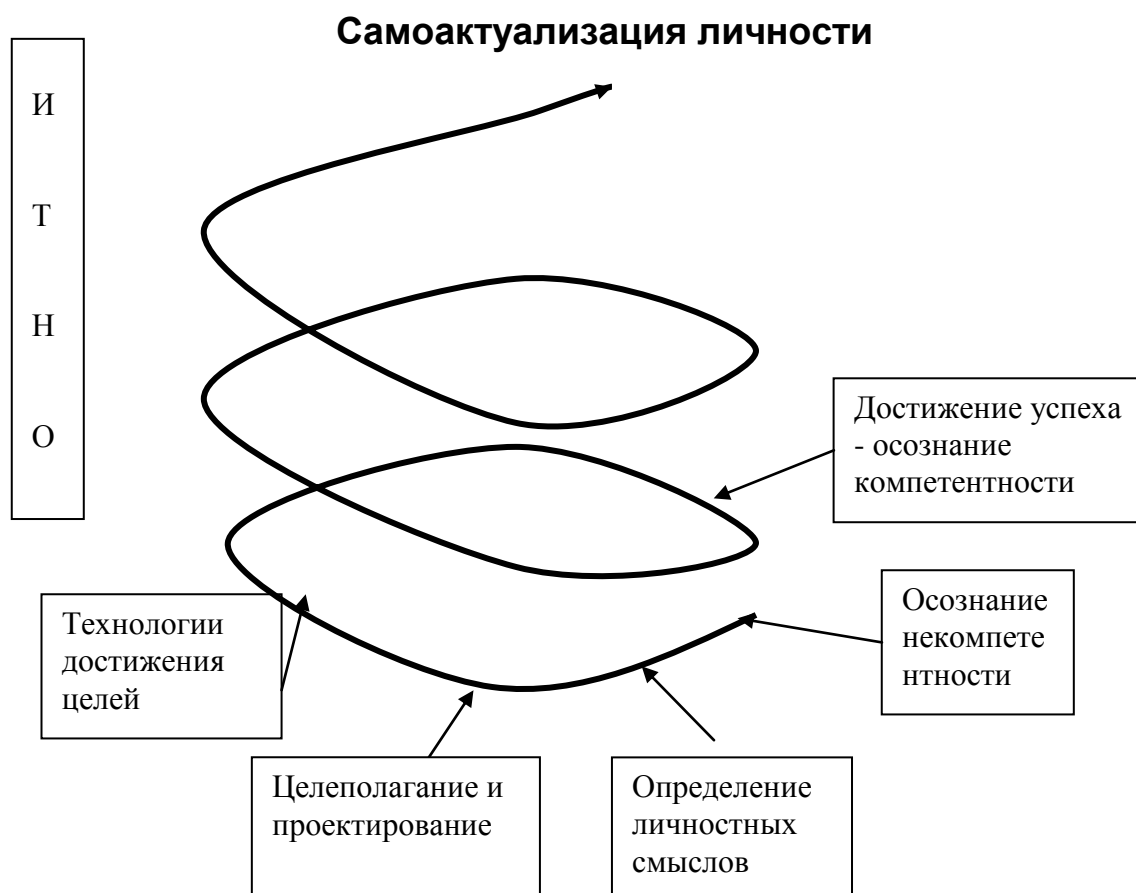 Самоактуализация личности
И
Т
Н
О
Достижение успеха
- осознание
компетентности
Осознание
некомпете
нтности
Технологии
достижения
целей
Целеполагание и
проектирование
Определение
личностных
смыслов